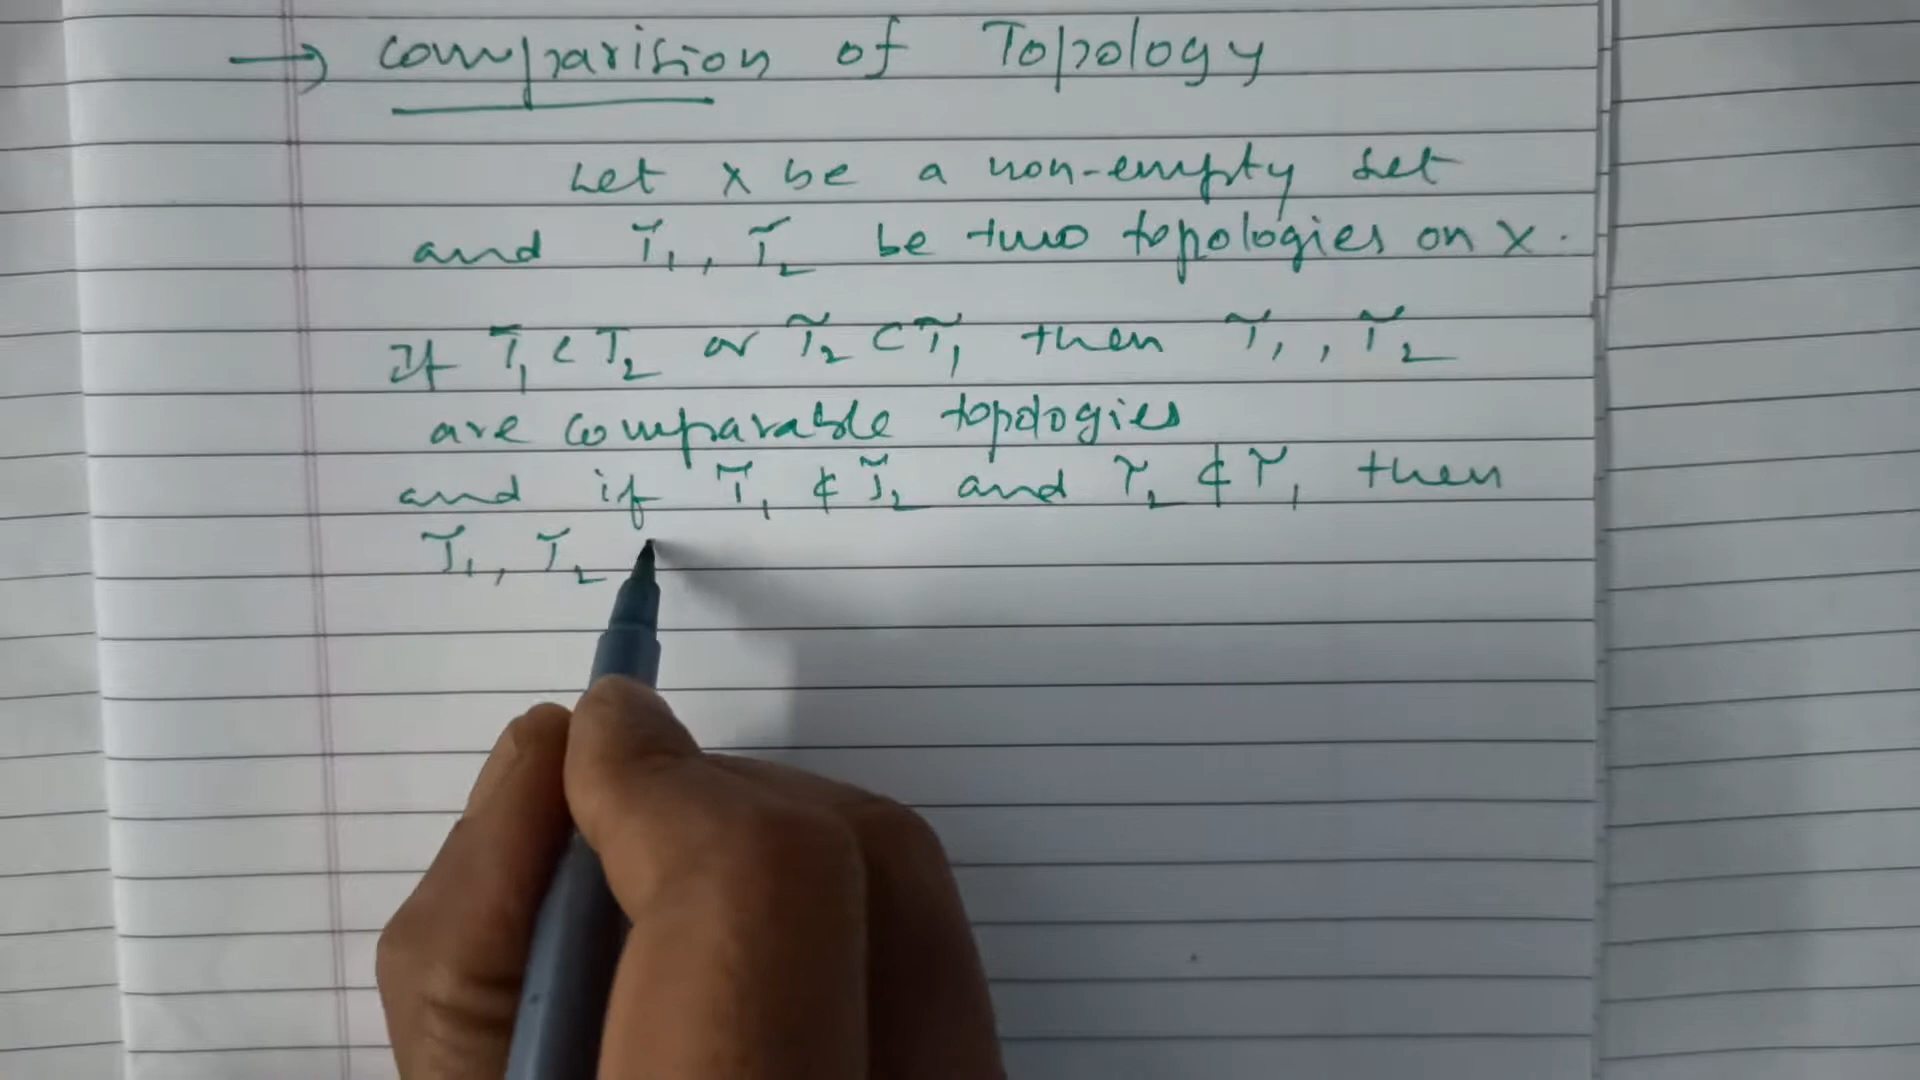 → comparision of Topology
Let X be a non-empty set
and T₁, T₂ be two topologies on X.
If T₁ ⊂ T₂ or T₂ ⊂ T₁ then T₁, T₂
are comparable topologies
and if T₁ ⊄ T₂ and T₂ ⊄ T₁ then
T₁, T₂